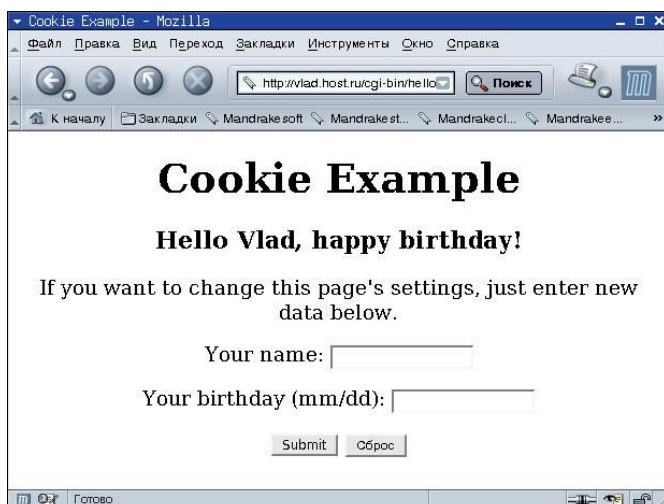 Cookie Example - Mozilla
Файл Правка Вид Переход Закладки Инструменты Окно Справка
http://vlad.host.ru/cgi-bin/hello Поиск
К началу Закладки Mandrakesoft Mandrakest... Mandrakecl... Mandrakee... »
Cookie Example
Hello Vlad, happy birthday!
If you want to change this page's settings, just enter new
data below.
Your name:
Your birthday (mm/dd):
Submit Сброс
Готово